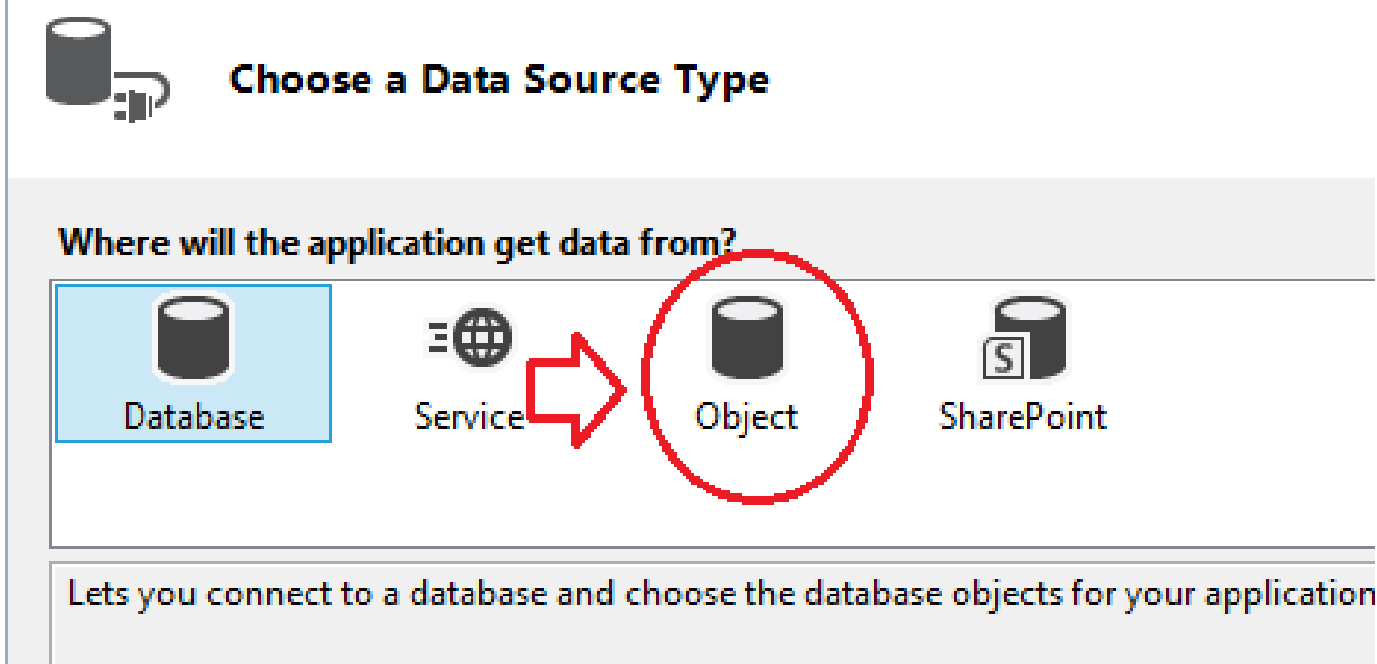 Choose a Data Source Type
Where will the application get data from?
Database Service Object SharePoint
Lets you connect to a database and choose the database objects for your application